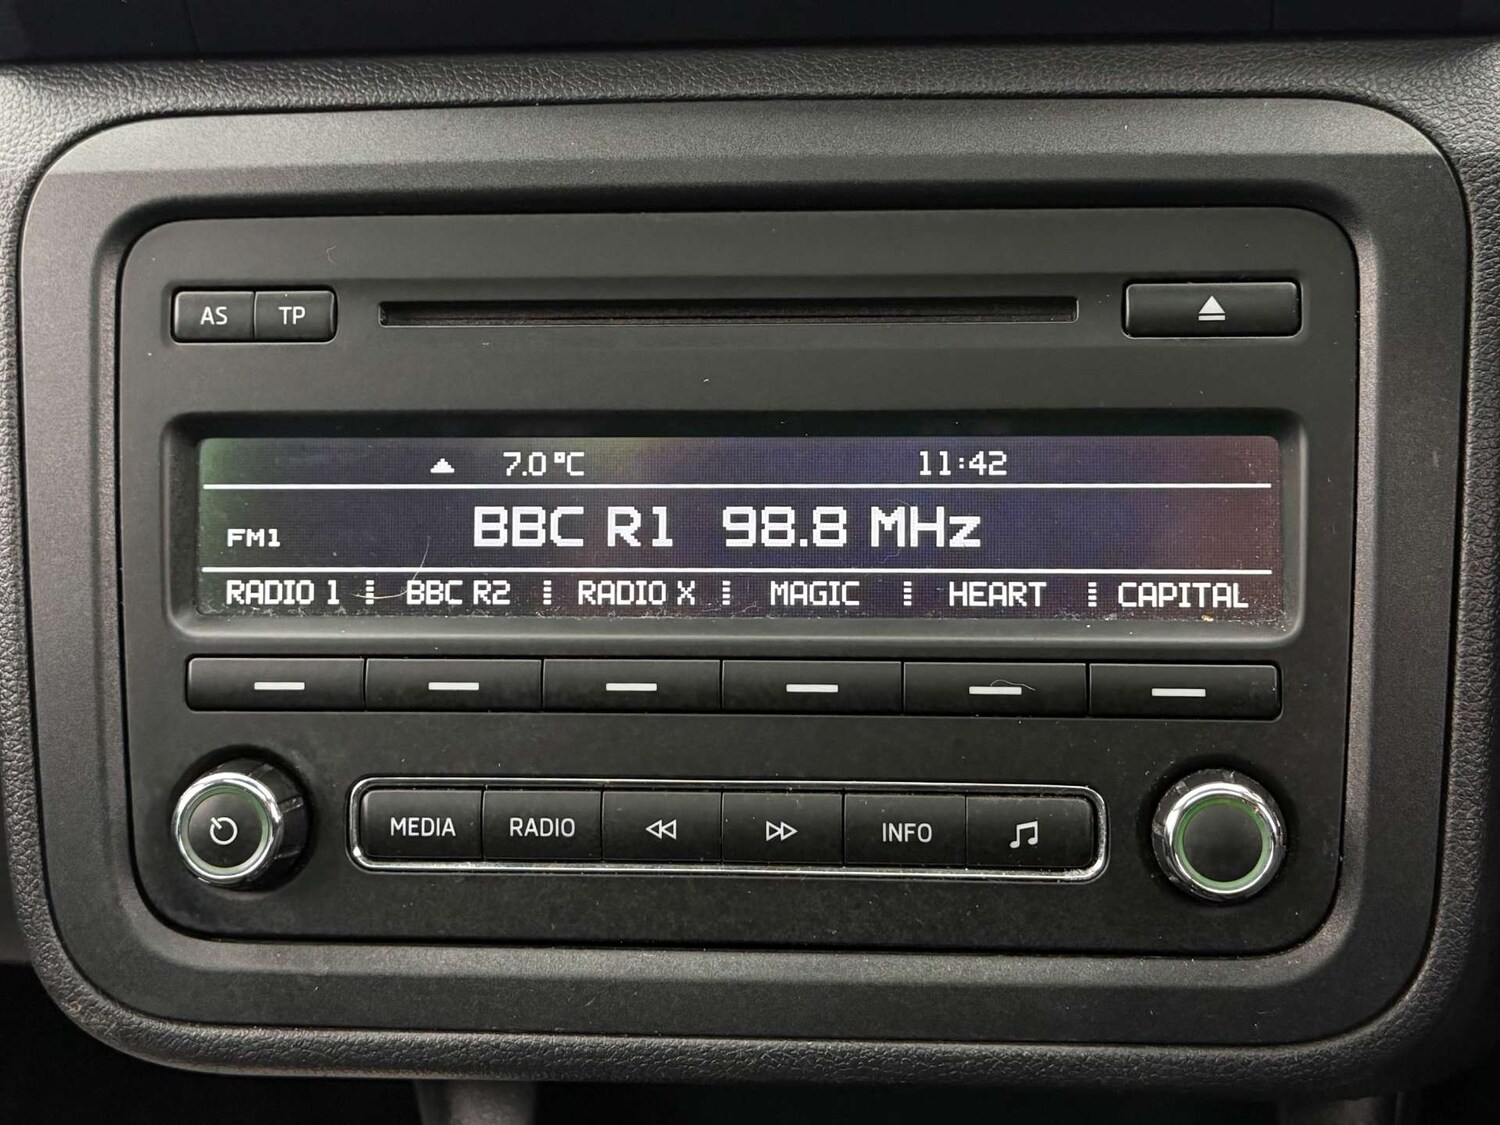 AS TP
7.0 °C 11:42
FM1 BBC R1 98.8 MHz
RADIO 1 BBC R2 RADIO X MAGIC HEART CAPITAL
MEDIA RADIO INFO